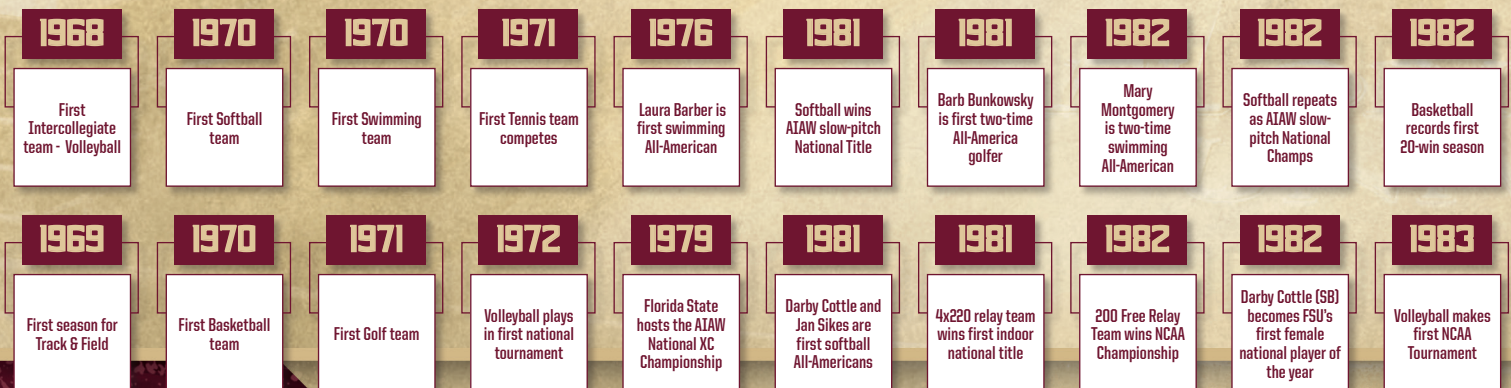 1968
First
Intercollegiate
team - Volleyball
1970
First Softball
team
1970
First Swimming
team
1971
First Tennis team
competes
1976
Laura Barber is
first swimming
All-American
1981
Softball wins
AIAW slow-pitch
National Title
1981
Barb Bunkowsky
is first two-time
All-America
golfer
1982
Mary
Montgomery
is two-time
swimming
All-American
1982
Softball repeats
as AIAW slow-
pitch National
Champs
1982
Basketball
records first
20-win season
1969
First season for
Track & Field
1970
First Basketball
team
1971
First Golf team
1972
Volleyball plays
in first national
tournament
1979
Florida State
hosts the AIAW
National XC
Championship
1981
Darby Cottle and
Jan Sikes are
first softball
All-Americans
1981
4x220 relay team
wins first indoor
national title
1982
200 Free Relay
Team wins NCAA
Championship
1982
Darby Cottle (SB)
becomes FSU's
first female
national player of
the year
1983
Volleyball makes
first NCAA
Tournament